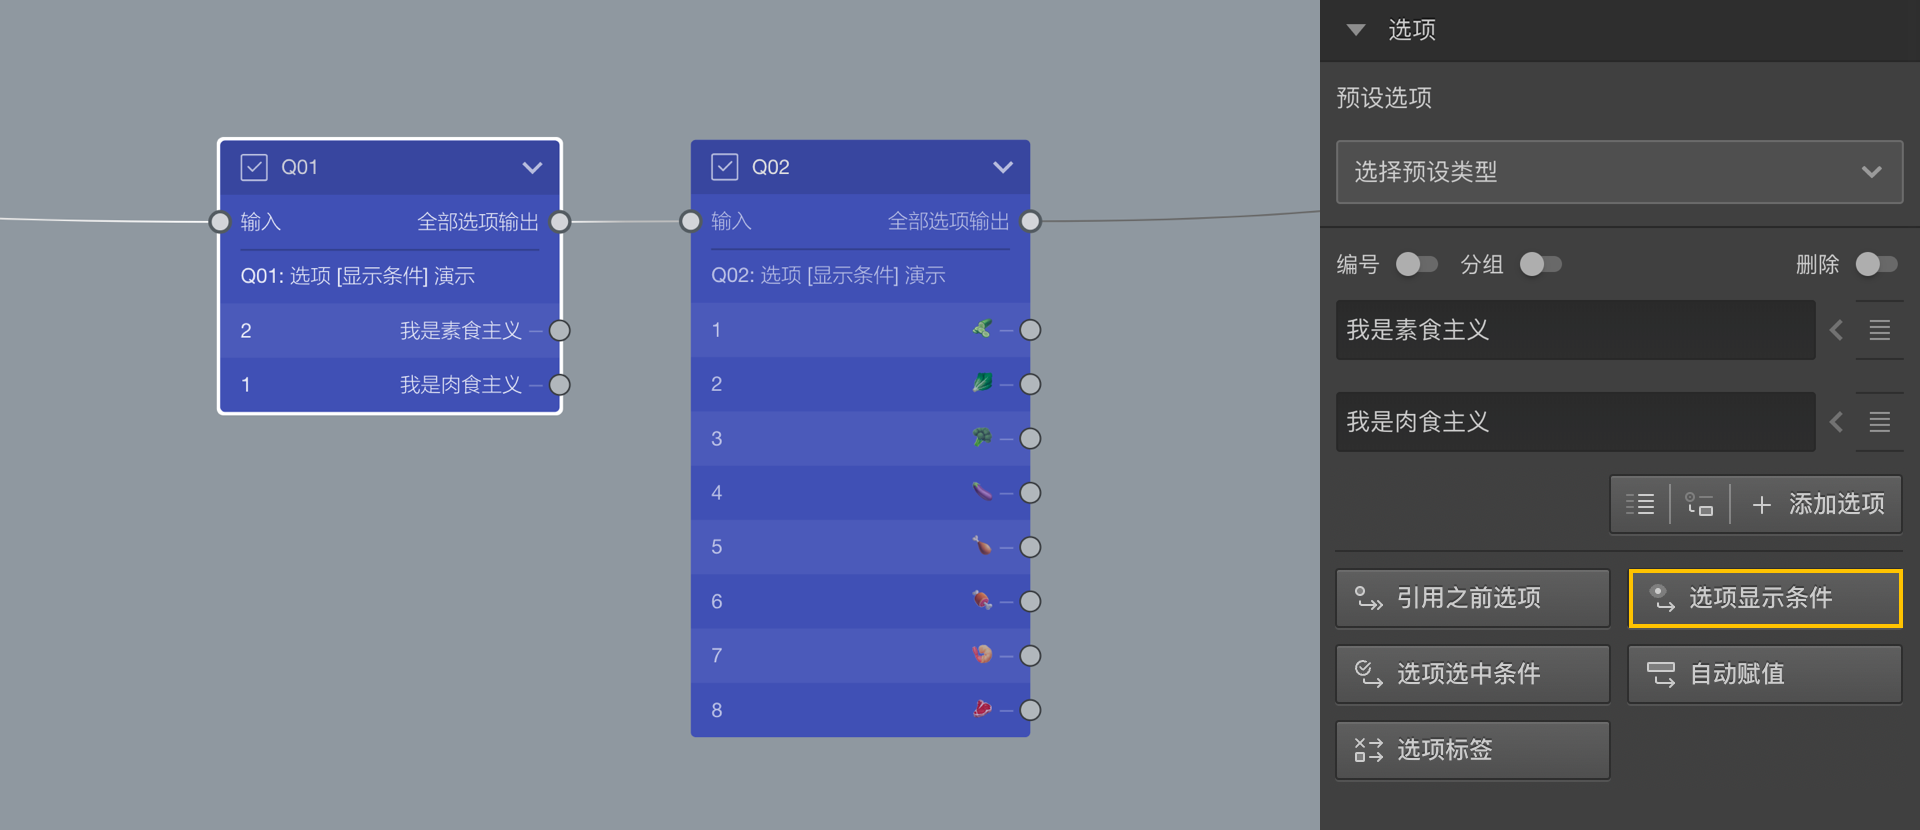 Q01
输入 全部选项输出
Q01: 选项 [显示条件] 演示
2 我是素食主义
1 我是肉食主义
Q02
输入 全部选项输出
Q02: 选项 [显示条件] 演示
1
2
3
4
5
6
7
8
选项
预设选项
选择预设类型
编号 分组 删除
我是素食主义
我是肉食主义
添加选项
引用之前选项 选项显示条件
选项选中条件 自动赋值
选项标签